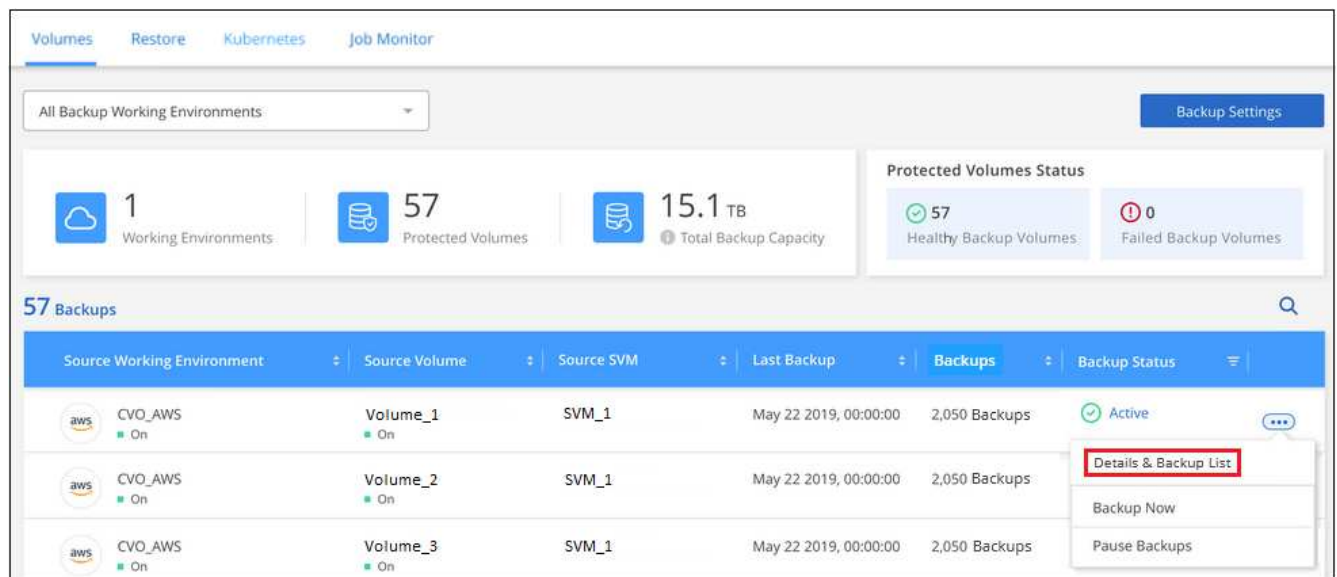 Volumes Restore Kubernetes Job Monitor
All Backup Working Environments
Backup Settings
1
Working Environments
57
Protected Volumes
15.1 TB
Total Backup Capacity
Protected Volumes Status
57
Healthy Backup Volumes
0
Failed Backup Volumes
57 Backups
Source Working Environment Source Volume Source SVM Last Backup Backups Backup Status
aws CVO_AWS Volume_1 SVM_1 May 22 2019, 00:00:00 2,050 Backups Active
On On
Details & Backup List
aws CVO_AWS Volume_2 SVM_1 May 22 2019, 00:00:00 2,050 Backups
On On
Backup Now
aws CVO_AWS Volume_3 SVM_1 May 22 2019, 00:00:00 2,050 Backups
On On
Pause Backups